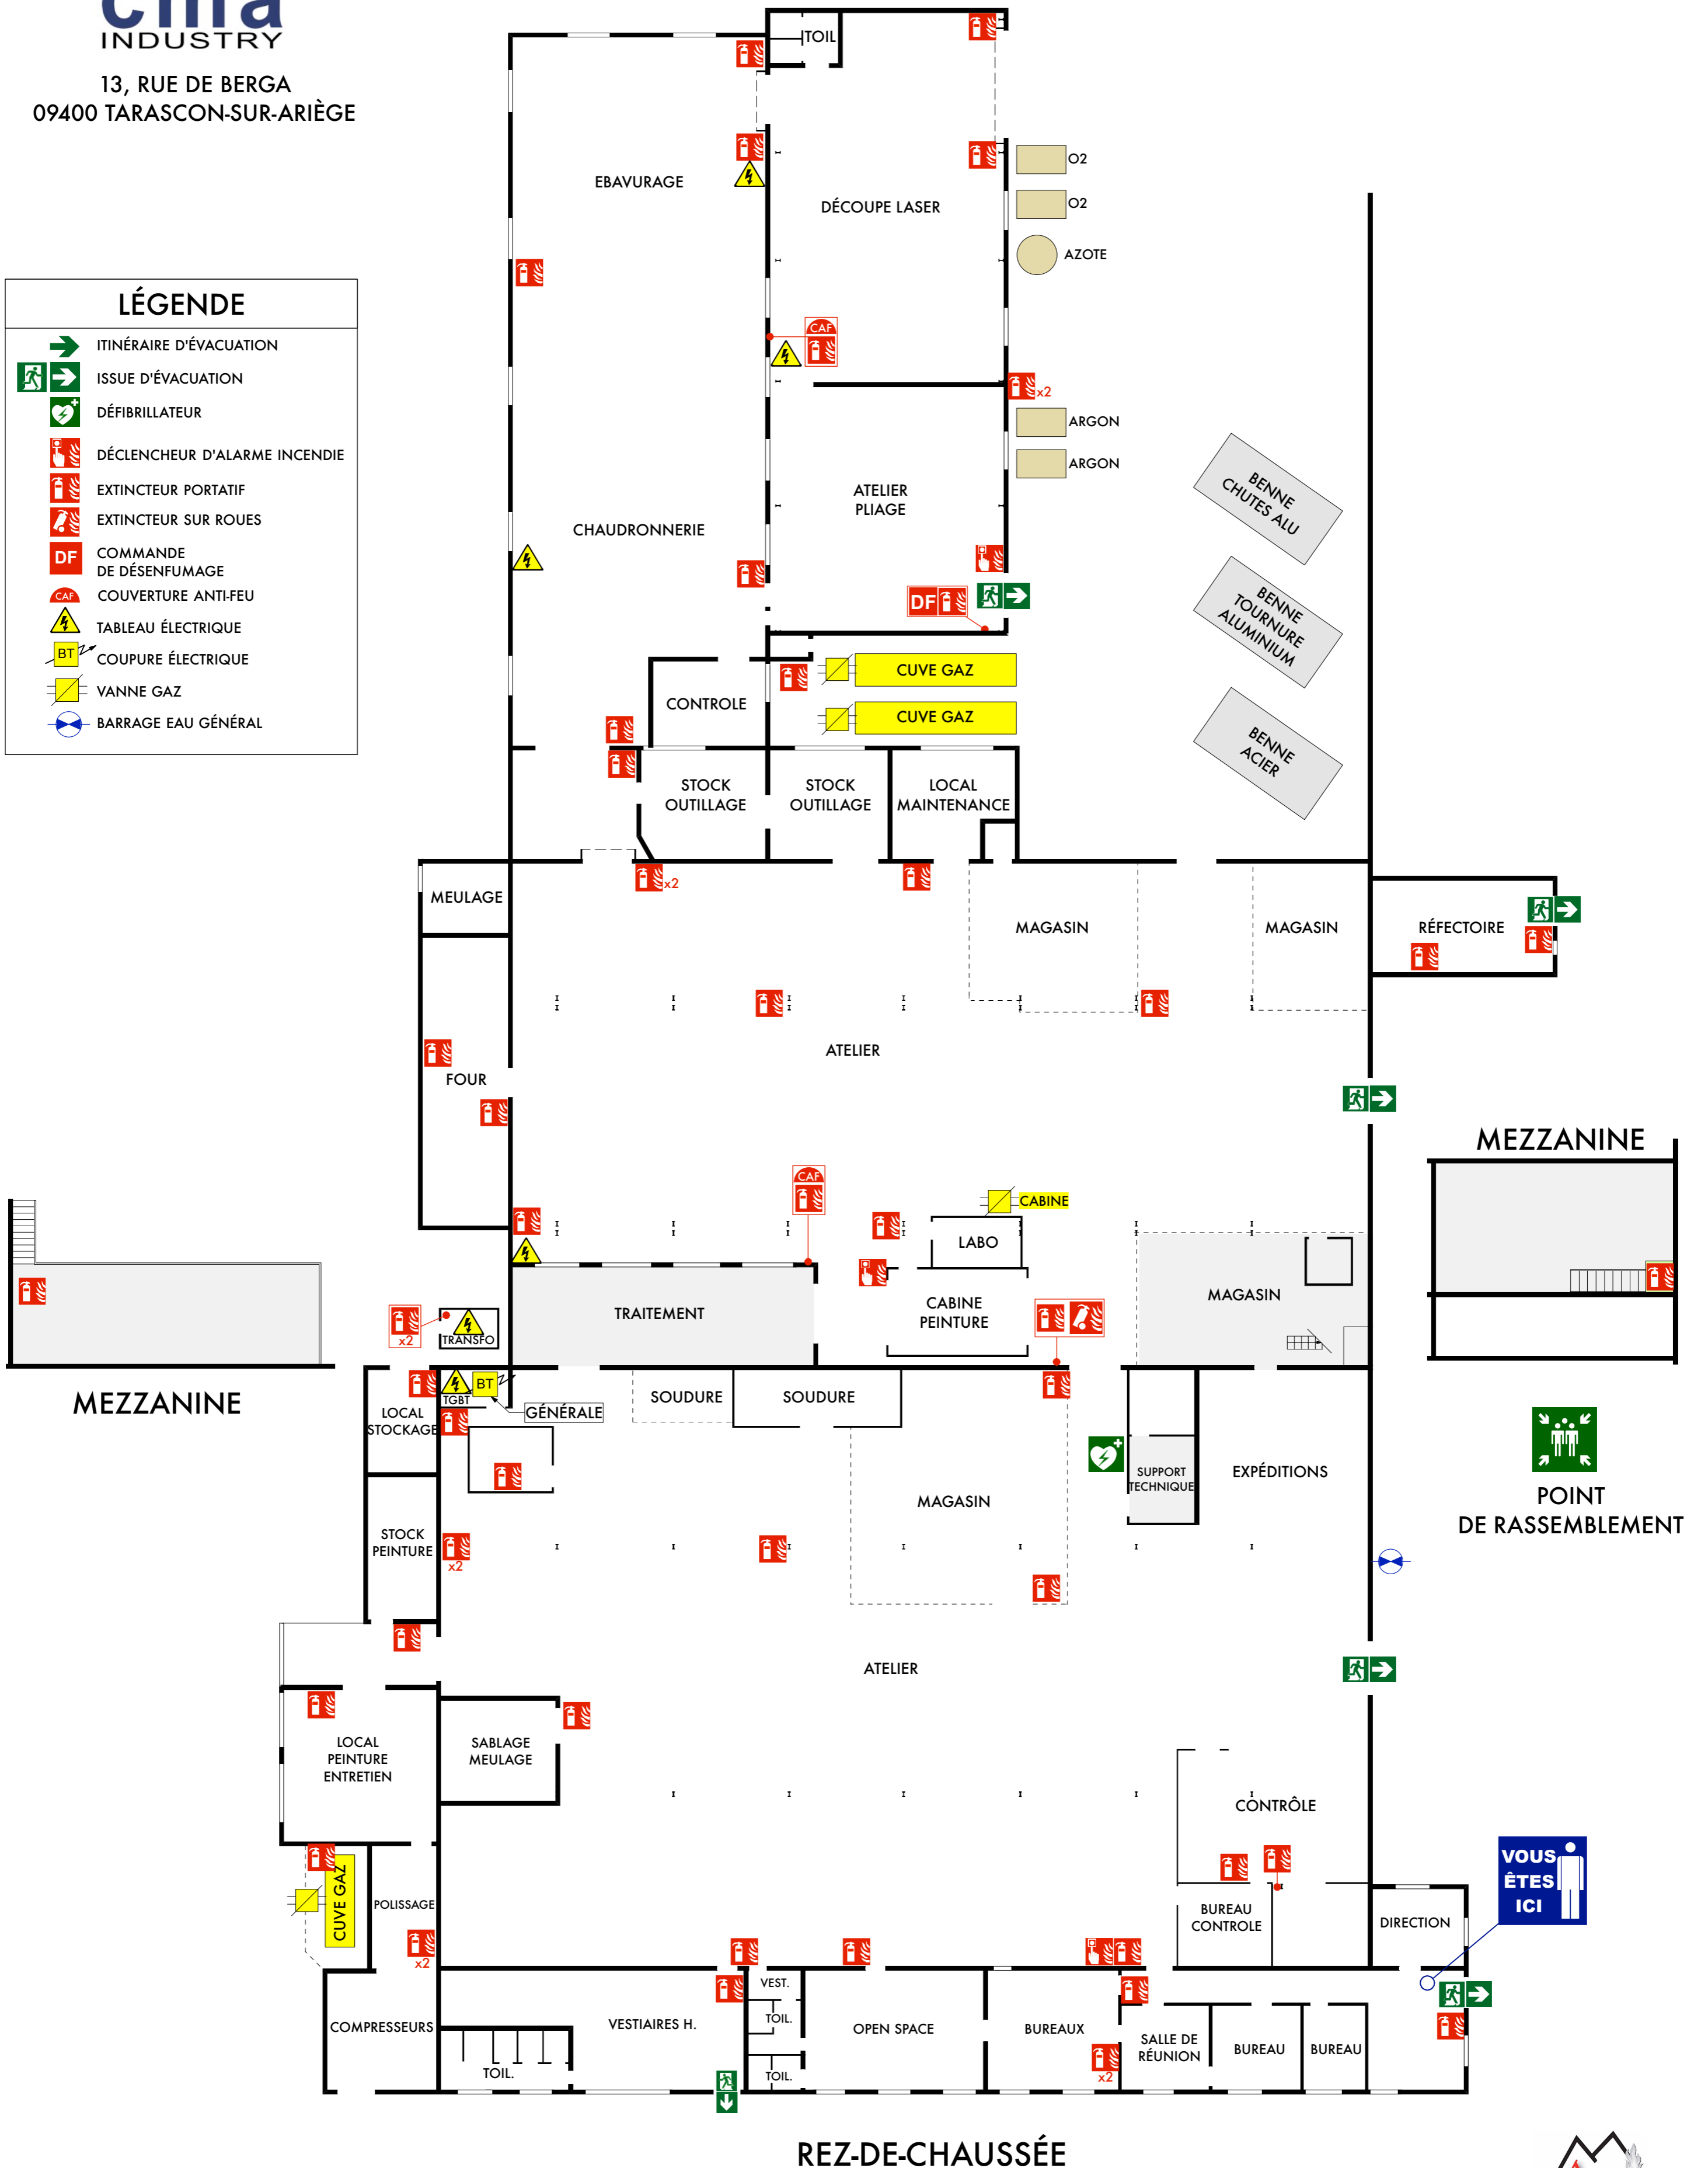 cma
INDUSTRY
13, RUE DE BERGA
09400 TARASCON-SUR-ARIÈGE
LÉGENDE
ITINÉRAIRE D'ÉVACUATION
ISSUE D'ÉVACUATION
DÉFIBRILLATEUR
DÉCLENCHEUR D'ALARME INCENDIE
EXTINCTEUR PORTATIF
EXTINCTEUR SUR ROUES
DF
COMMANDE
DE DÉSENFUMAGE
CAF
COUVERTURE ANTI-FEU
TABLEAU ÉLECTRIQUE
BT
COUPURE ÉLECTRIQUE
VANNE GAZ
BARRAGE EAU GÉNÉRAL
TOIL
EBAVURAGE
DÉCOUPE LASER
O2
O2
AZOTE
CAF
x2
ARGON
ARGON
ATELIER
PLIAGE
CHAUDRONNERIE
BENNE
CHUTES ALU
BENNE
TOURNURE
ALUMINIUM
BENNE
ACIER
DF
CUVE GAZ
CUVE GAZ
CONTROLE
STOCK
OUTILLAGE
STOCK
OUTILLAGE
LOCAL
MAINTENANCE
MEULAGE
x2
MAGASIN
MAGASIN
RÉFECTOIRE
ATELIER
FOUR
MEZZANINE
CAF
CABINE
LABO
TRAITEMENT
CABINE
PEINTURE
MAGASIN
x2
TRANSFO
MEZZANINE
TGBT
BT
GÉNÉRALE
LOCAL
STOCKAGE
SOUDURE
SOUDURE
SUPPORT
TECHNIQUE
EXPÉDITIONS
MAGASIN
POINT
DE RASSEMBLEMENT
STOCK
PEINTURE
x2
ATELIER
LOCAL
PEINTURE
ENTRETIEN
SABLAGE
MEULAGE
CONTRÔLE
CUVE GAZ
POLISSAGE
x2
BUREAU
CONTROLE
DIRECTION
VOUS
ÊTES
ICI
COMPRESSEURS
TOIL.
VESTIAIRES H.
VEST.
TOIL.
TOIL.
OPEN SPACE
BUREAUX
x2
SALLE DE
RÉUNION
BUREAU
BUREAU
REZ-DE-CHAUSSÉE